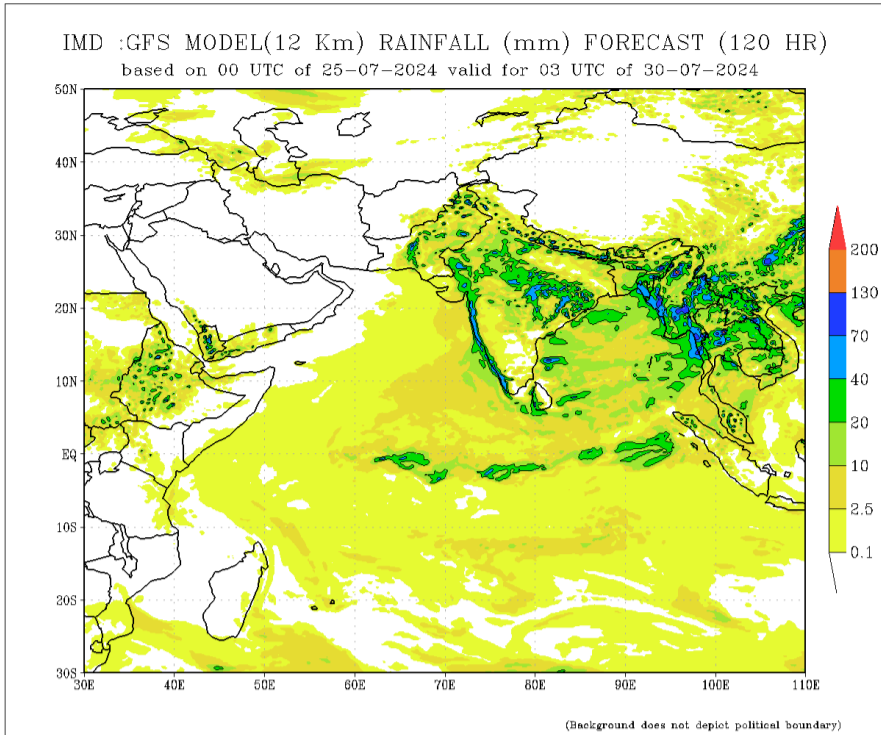 IMD :GFS MODEL(12 Km) RAINFALL (mm) FORECAST (120 HR)
based on 00 UTC of 25-07-2024 valid for 03 UTC of 30-07-2024
50N
40N
30N
20N
10N
EQ
10S
20S
30S
30E 40E 50E 60E 70E 80E 90E 100E 110E
200
130
70
40
20
10
2.5
0.1
(Background does not depict political boundary)